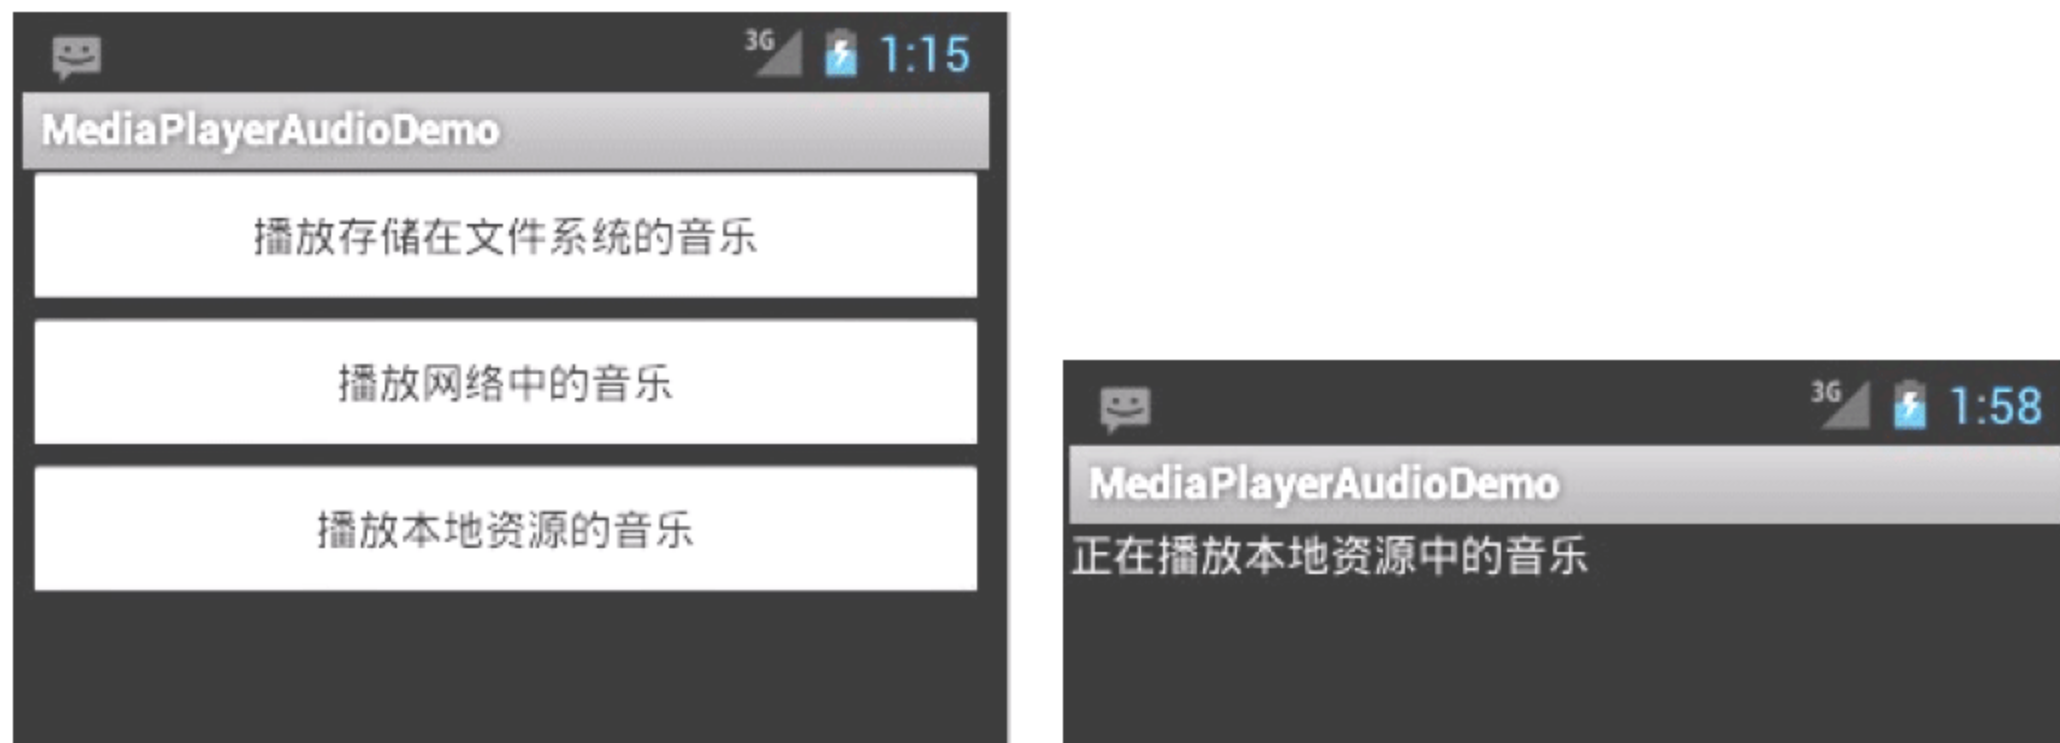 3G 1:15
MediaPlayerAudioDemo
播放存储在文件系统的音乐
播放网络中的音乐
播放本地资源的音乐
3G 1:58
MediaPlayerAudioDemo
正在播放本地资源中的音乐